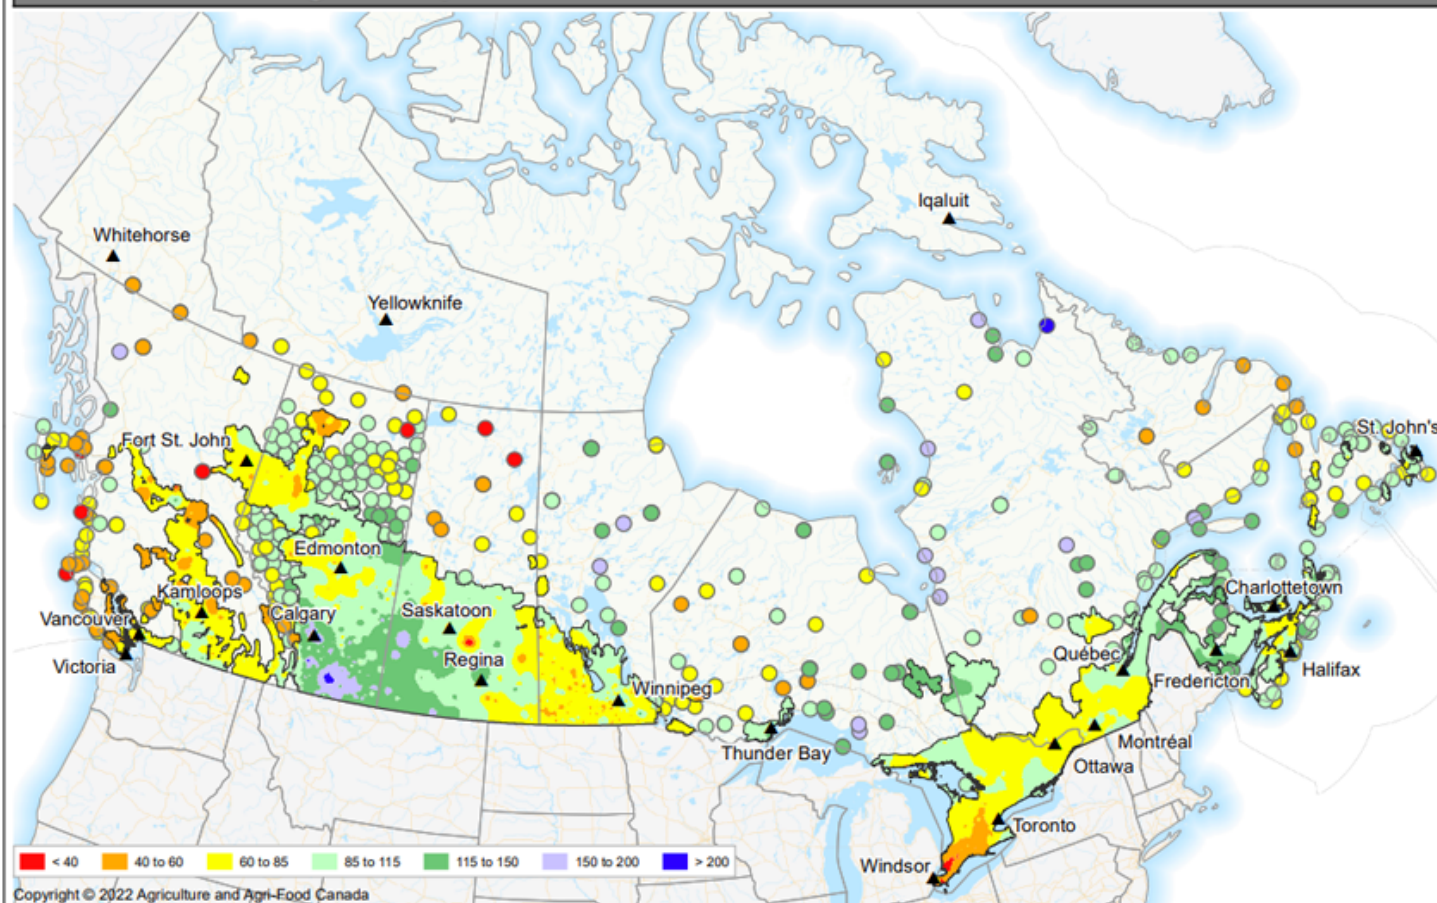 Iqaluit
Whitehorse
Yellowknife
Fort St. John
St. John's
Edmonton
Kamloops
Charlottetown
Vancouver
Calgary
Saskatoon
Victoria
Regina
Québec
Halifax
Winnipeg
Fredericton
Thunder Bay
Montréal
Ottawa
Toronto
Windsor
< 40 40 to 60 60 to 85 85 to 115 115 to 150 150 to 200 > 200
Copyright © 2022 Agriculture and Agri-Food Canada